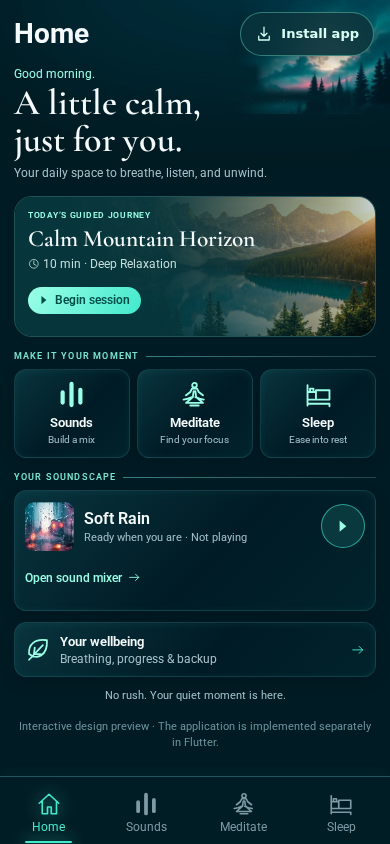 Home
Install app
Good morning.
A little calm,
just for you.
Your daily space to breathe, listen, and unwind.
TODAY'S GUIDED JOURNEY
Calm Mountain Horizon
10 min · Deep Relaxation
Begin session
MAKE IT YOUR MOMENT
Sounds
Build a mix
Meditate
Find your focus
Sleep
Ease into rest
YOUR SOUNDSCAPE
Soft Rain
Ready when you are · Not playing
Open sound mixer →
Your wellbeing
Breathing, progress & backup
→
No rush. Your quiet moment is here.
Interactive design preview · The application is implemented separately
in Flutter.
Home
Sounds
Meditate
Sleep